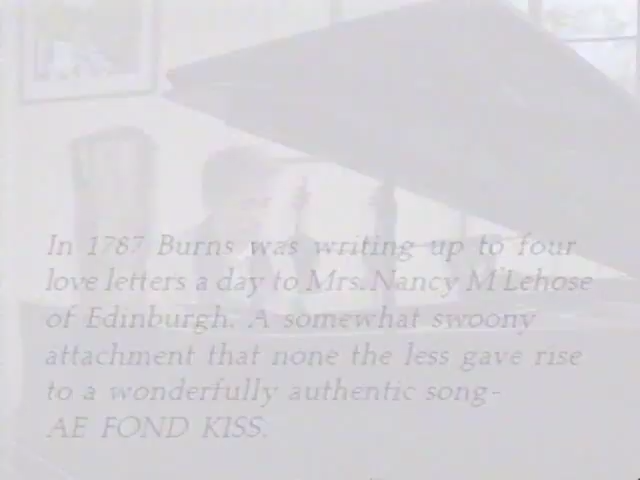 In 1787 Burns was writing up to four
love letters a day to Mrs. Nancy M'Lehose
of Edinburgh. A somewhat swoony
attachment that none the less gave rise
to a wonderfully authentic song-
AE FOND KISS.